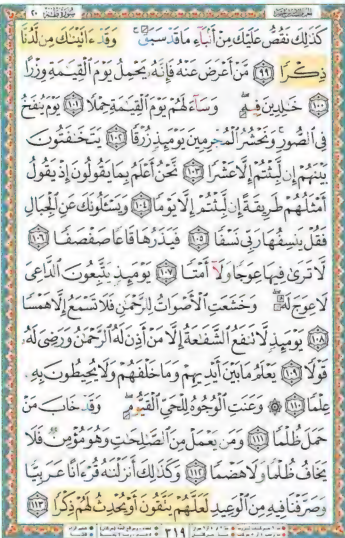 الجزء السادس عشر
سورة طه ٢٠
كَذَٰلِكَ نَقُصُّ عَلَيْكَ مِنْ أَنۢبَآءِ مَا قَدْ سَبَقَ ۚ وَقَدْ ءَاتَيْنَٰكَ مِن لَّدُنَّا
ذِكْرًا ٩٩ مَّنْ أَعْرَضَ عَنْهُ فَإِنَّهُۥ يَحْمِلُ يَوْمَ ٱلْقِيَٰمَةِ وِزْرًا
١٠٠ خَٰلِدِينَ فِيهِ ۖ وَسَآءَ لَهُمْ يَوْمَ ٱلْقِيَٰمَةِ حِمْلًا ١٠١ يَوْمَ يُنفَخُ
فِى ٱلصُّورِ ۚ وَنَحْشُرُ ٱلْمُجْرِمِينَ يَوْمَئِذٍ زُرْقًا ١٠٢ يَتَخَٰفَتُونَ
بَيْنَهُمْ إِن لَّبِثْتُمْ إِلَّا عَشْرًا ١٠٣ نَّحْنُ أَعْلَمُ بِمَا يَقُولُونَ إِذْ يَقُولُ
أَمْثَلُهُمْ طَرِيقَةً إِن لَّبِثْتُمْ إِلَّا يَوْمًا ١٠٤ وَيَسْـَٔلُونَكَ عَنِ ٱلْجِبَالِ
فَقُلْ يَنسِفُهَا رَبِّى نَسْفًا ١٠٥ فَيَذَرُهَا قَاعًا صَفْصَفًا ١٠٦
لَّا تَرَىٰ فِيهَا عِوَجًا وَلَآ أَمْتًا ١٠٧ يَوْمَئِذٍ يَتَّبِعُونَ ٱلدَّاعِىَ
لَا عِوَجَ لَهُۥ ۖ وَخَشَعَتِ ٱلْأَصْوَاتُ لِلرَّحْمَٰنِ فَلَا تَسْمَعُ إِلَّا هَمْسًا
١٠٨ يَوْمَئِذٍ لَّا تَنفَعُ ٱلشَّفَٰعَةُ إِلَّا مَنْ أَذِنَ لَهُ ٱلرَّحْمَٰنُ وَرَضِىَ لَهُۥ
قَوْلًا ١٠٩ يَعْلَمُ مَا بَيْنَ أَيْدِيهِمْ وَمَا خَلْفَهُمْ وَلَا يُحِيطُونَ بِهِۦ
عِلْمًا ١١٠ ۞ وَعَنَتِ ٱلْوُجُوهُ لِلْحَىِّ ٱلْقَيُّومِ ۖ وَقَدْ خَابَ مَنْ
حَمَلَ ظُلْمًا ١١١ وَمَن يَعْمَلْ مِنَ ٱلصَّٰلِحَٰتِ وَهُوَ مُؤْمِنٌ فَلَا
يَخَافُ ظُلْمًا وَلَا هَضْمًا ١١٢ وَكَذَٰلِكَ أَنزَلْنَٰهُ قُرْءَانًا عَرَبِيًّا
وَصَرَّفْنَا فِيهِ مِنَ ٱلْوَعِيدِ لَعَلَّهُمْ يَتَّقُونَ أَوْ يُحْدِثُ لَهُمْ ذِكْرًا ١١٣
٣١٩